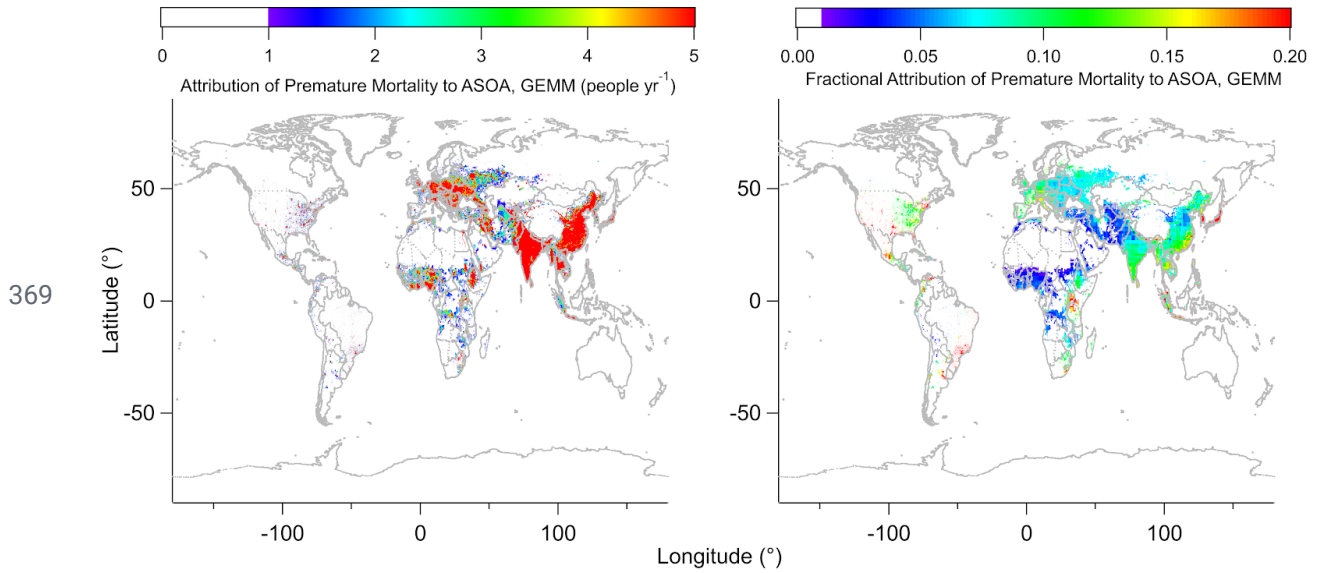 0 1 2 3 4 5
Attribution of Premature Mortality to ASOA, GEMM (people yr-1)
0.00 0.05 0.10 0.15 0.20
Fractional Attribution of Premature Mortality to ASOA, GEMM
369
Latitude (°)
50
0
-50
50
0
-50
-100 0 100
-100 0 100
Longitude (°)